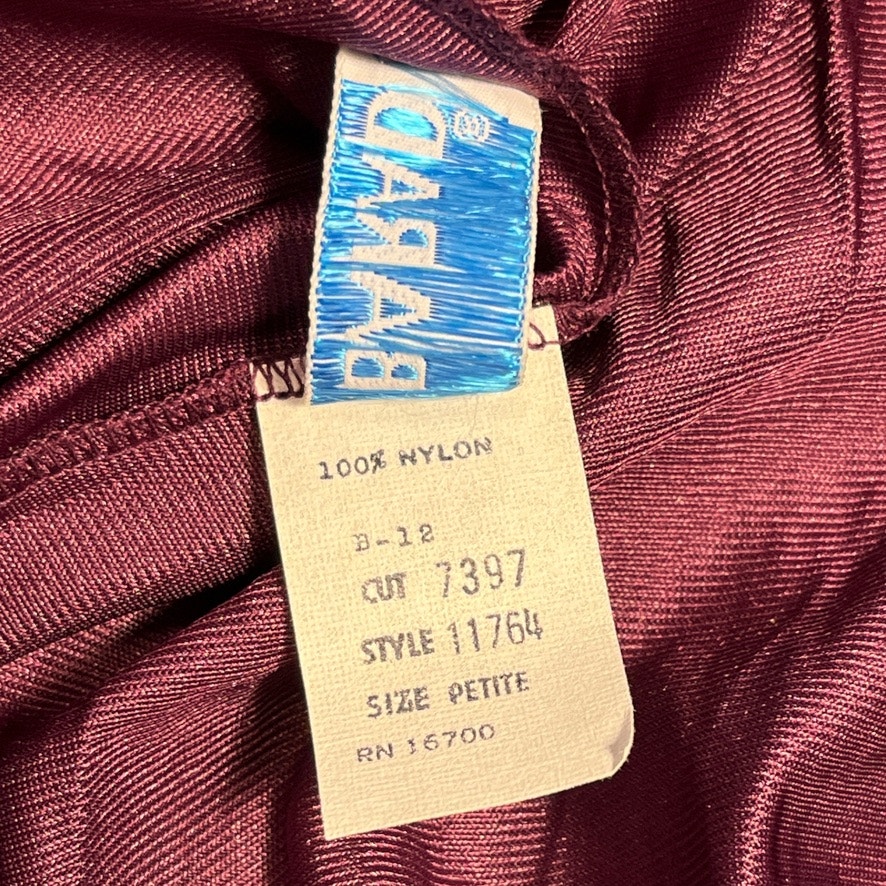 BARAD®
100% NYLON
B-12
CUT 7397
STYLE 11764
SIZE PETITE
RN 16700